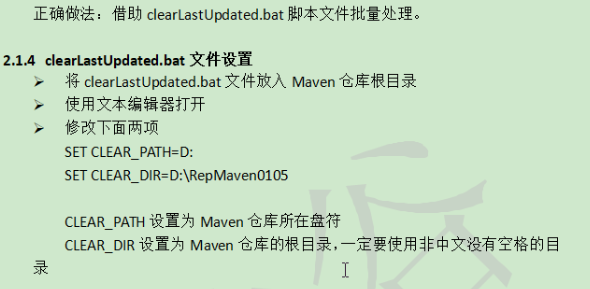 正确做法：借助 clearLastUpdated.bat 脚本文件批量处理。
2.1.4 clearLastUpdated.bat 文件设置
➢ 将 clearLastUpdated.bat 文件放入 Maven 仓库根目录
➢ 使用文本编辑器打开
➢ 修改下面两项
SET CLEAR_PATH=D:
SET CLEAR_DIR=D:\RepMaven0105
CLEAR_PATH 设置为 Maven 仓库所在盘符
CLEAR_DIR 设置为 Maven 仓库的根目录，一定要使用非中文没有空格的目
录